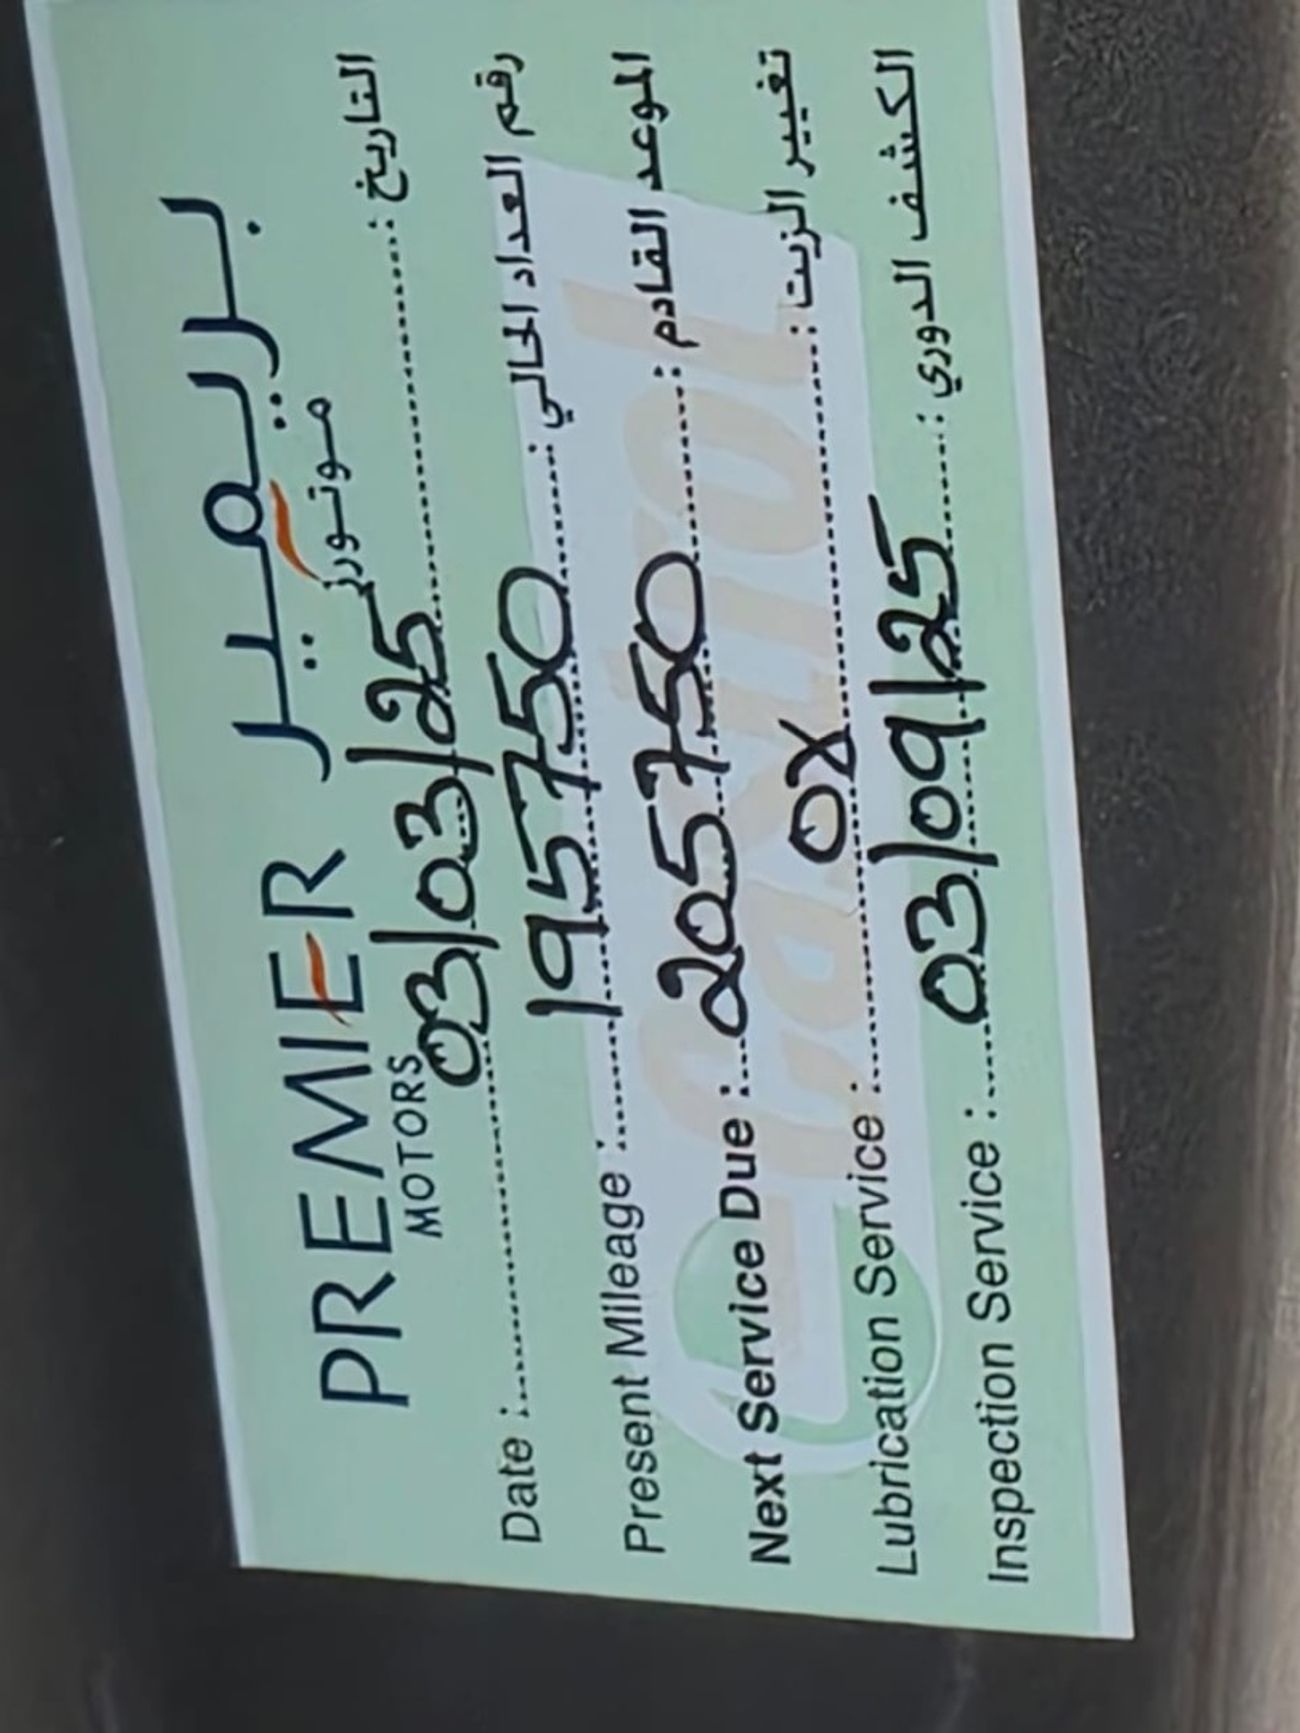 PREMIER بريمير
MOTORS موتورز
Date : 03/03/25 التاريخ :
Present Mileage : 195750 رقم العداد الحالي :
Next Service Due : 205750 الموعد القادم :
Lubrication Service : OX تغيير الزيت :
Inspection Service : 03/09/25 الكشف الدوري :
Castrol